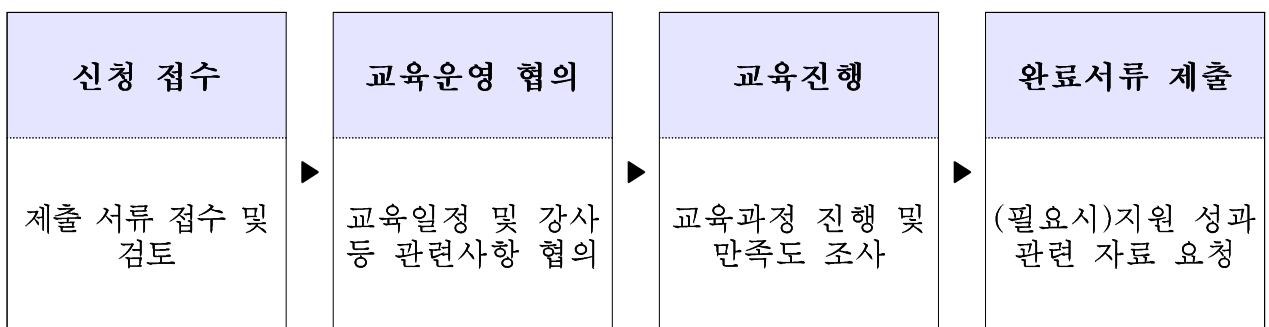 신청 접수
제출 서류 접수 및
검토
▶
교육운영 협의
교육일정 및 강사
등 관련사항 협의
▶
교육진행
교육과정 진행 및
만족도 조사
▶
완료서류 제출
(필요시)지원 성과
관련 자료 요청